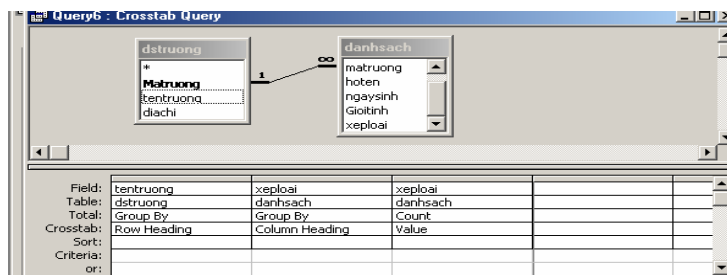 Query6 : Crosstab Query
dstruong
*
Matruong
tentruong
diachi
1
∞
danhsach
matruong
hoten
ngaysinh
Gioitinh
xeploai
Field: tentruong xeploai xeploai
Table: dstruong danhsach danhsach
Total: Group By Group By Count
Crosstab: Row Heading Column Heading Value
Sort:
Criteria:
or: